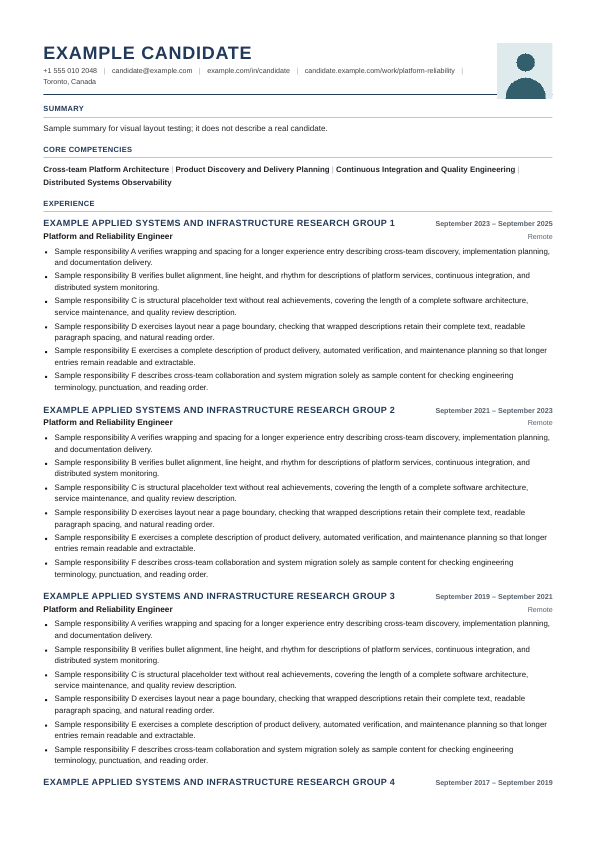 EXAMPLE CANDIDATE
+1 555 010 2048 | candidate@example.com | example.com/in/candidate | candidate.example.com/work/platform-reliability |
Toronto, Canada
SUMMARY
Sample summary for visual layout testing; it does not describe a real candidate.
CORE COMPETENCIES
Cross-team Platform Architecture | Product Discovery and Delivery Planning | Continuous Integration and Quality Engineering |
Distributed Systems Observability
EXPERIENCE
EXAMPLE APPLIED SYSTEMS AND INFRASTRUCTURE RESEARCH GROUP 1 September 2023 – September 2025
Platform and Reliability Engineer Remote
• Sample responsibility A verifies wrapping and spacing for a longer experience entry describing cross-team discovery, implementation planning,
and documentation delivery.
• Sample responsibility B verifies bullet alignment, line height, and rhythm for descriptions of platform services, continuous integration, and
distributed system monitoring.
• Sample responsibility C is structural placeholder text without real achievements, covering the length of a complete software architecture,
service maintenance, and quality review description.
• Sample responsibility D exercises layout near a page boundary, checking that wrapped descriptions retain their complete text, readable
paragraph spacing, and natural reading order.
• Sample responsibility E exercises a complete description of product delivery, automated verification, and maintenance planning so that longer
entries remain readable and extractable.
• Sample responsibility F describes cross-team collaboration and system migration solely as sample content for checking engineering
terminology, punctuation, and reading order.
EXAMPLE APPLIED SYSTEMS AND INFRASTRUCTURE RESEARCH GROUP 2 September 2021 – September 2023
Platform and Reliability Engineer Remote
• Sample responsibility A verifies wrapping and spacing for a longer experience entry describing cross-team discovery, implementation planning,
and documentation delivery.
• Sample responsibility B verifies bullet alignment, line height, and rhythm for descriptions of platform services, continuous integration, and
distributed system monitoring.
• Sample responsibility C is structural placeholder text without real achievements, covering the length of a complete software architecture,
service maintenance, and quality review description.
• Sample responsibility D exercises layout near a page boundary, checking that wrapped descriptions retain their complete text, readable
paragraph spacing, and natural reading order.
• Sample responsibility E exercises a complete description of product delivery, automated verification, and maintenance planning so that longer
entries remain readable and extractable.
• Sample responsibility F describes cross-team collaboration and system migration solely as sample content for checking engineering
terminology, punctuation, and reading order.
EXAMPLE APPLIED SYSTEMS AND INFRASTRUCTURE RESEARCH GROUP 3 September 2019 – September 2021
Platform and Reliability Engineer Remote
• Sample responsibility A verifies wrapping and spacing for a longer experience entry describing cross-team discovery, implementation planning,
and documentation delivery.
• Sample responsibility B verifies bullet alignment, line height, and rhythm for descriptions of platform services, continuous integration, and
distributed system monitoring.
• Sample responsibility C is structural placeholder text without real achievements, covering the length of a complete software architecture,
service maintenance, and quality review description.
• Sample responsibility D exercises layout near a page boundary, checking that wrapped descriptions retain their complete text, readable
paragraph spacing, and natural reading order.
• Sample responsibility E exercises a complete description of product delivery, automated verification, and maintenance planning so that longer
entries remain readable and extractable.
• Sample responsibility F describes cross-team collaboration and system migration solely as sample content for checking engineering
terminology, punctuation, and reading order.
EXAMPLE APPLIED SYSTEMS AND INFRASTRUCTURE RESEARCH GROUP 4 September 2017 – September 2019